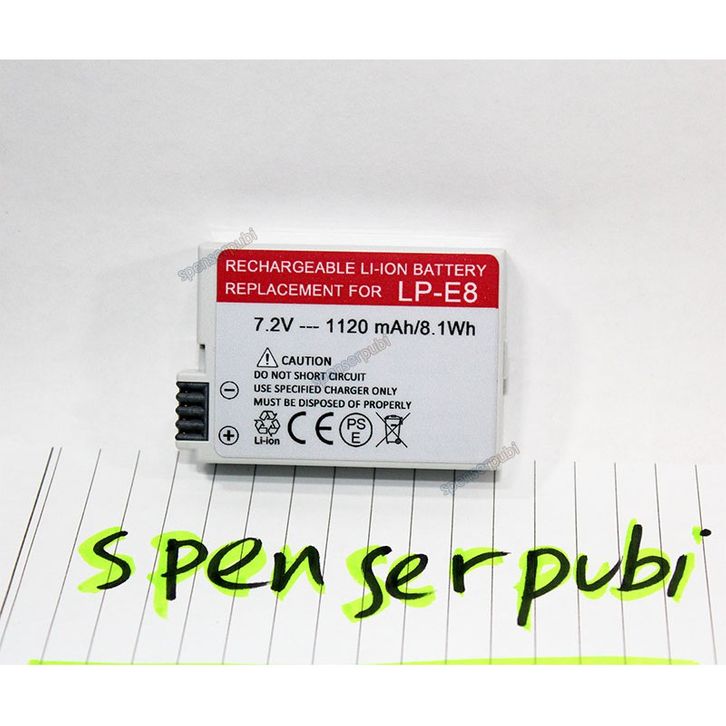 spenserpubi
RECHARGEABLE LI-ION BATTERY
REPLACEMENT FOR LP-E8
7.2V --- 1120 mAh/8.1Wh
spenserpubi
CAUTION
DO NOT SHORT CIRCUIT
USE SPECIFIED CHARGER ONLY
MUST BE DISPOSED OF PROPERLY
Li-ion
CE
PS
E
spenserpubi
spenserpubi